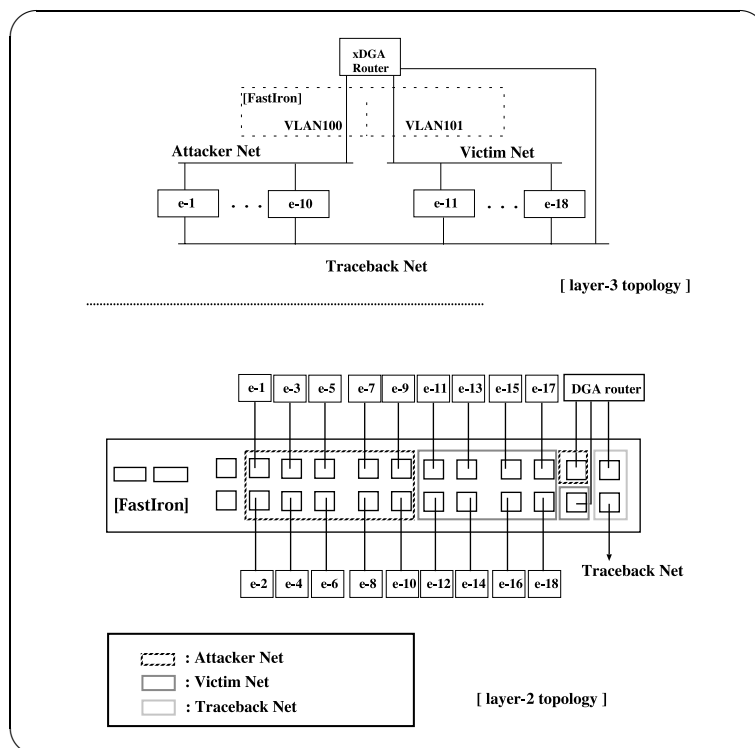 xDGA
Router
[FastIron]
VLAN100 VLAN101
Attacker Net Victim Net
e-1 . . . e-10 e-11 . . . e-18
Traceback Net
[ layer-3 topology ]
e-1 e-3 e-5 e-7 e-9 e-11 e-13 e-15 e-17 DGA router
[FastIron]
Traceback Net
e-2 e-4 e-6 e-8 e-10 e-12 e-14 e-16 e-18
: Attacker Net
: Victim Net
: Traceback Net
[ layer-2 topology ]